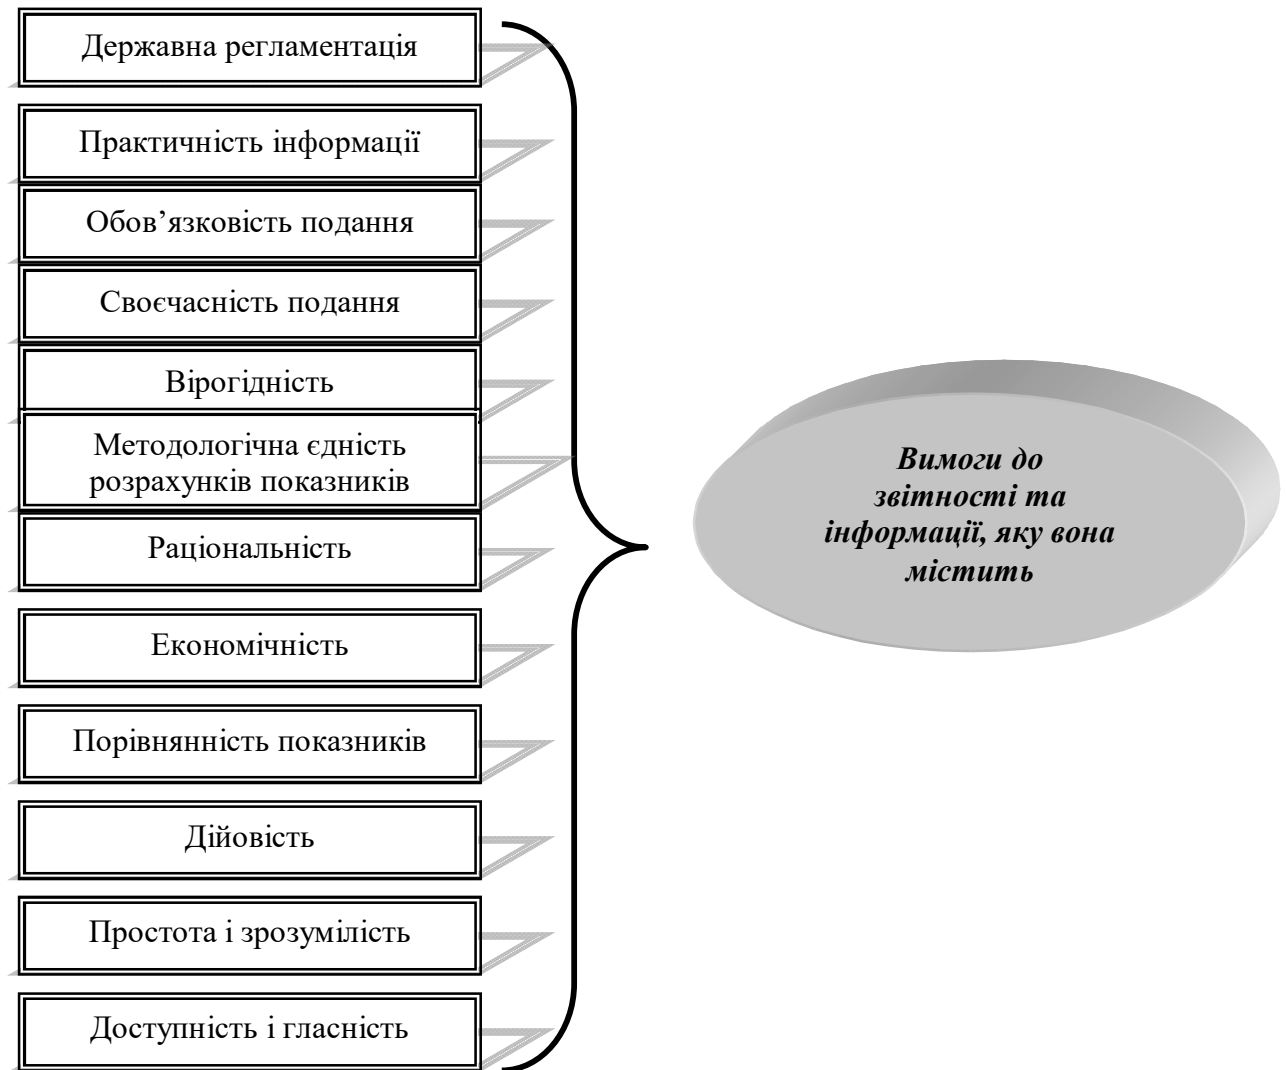 Державна регламентація
Практичність інформації
Обов’язковість подання
Своєчасність подання
Вірогідність
Методологічна єдність
розрахунків показників
Раціональність
Економічність
Порівнянність показників
Дійовість
Простота і зрозумілість
Доступність і гласність
Вимоги до
звітності та
інформації, яку вона
містить